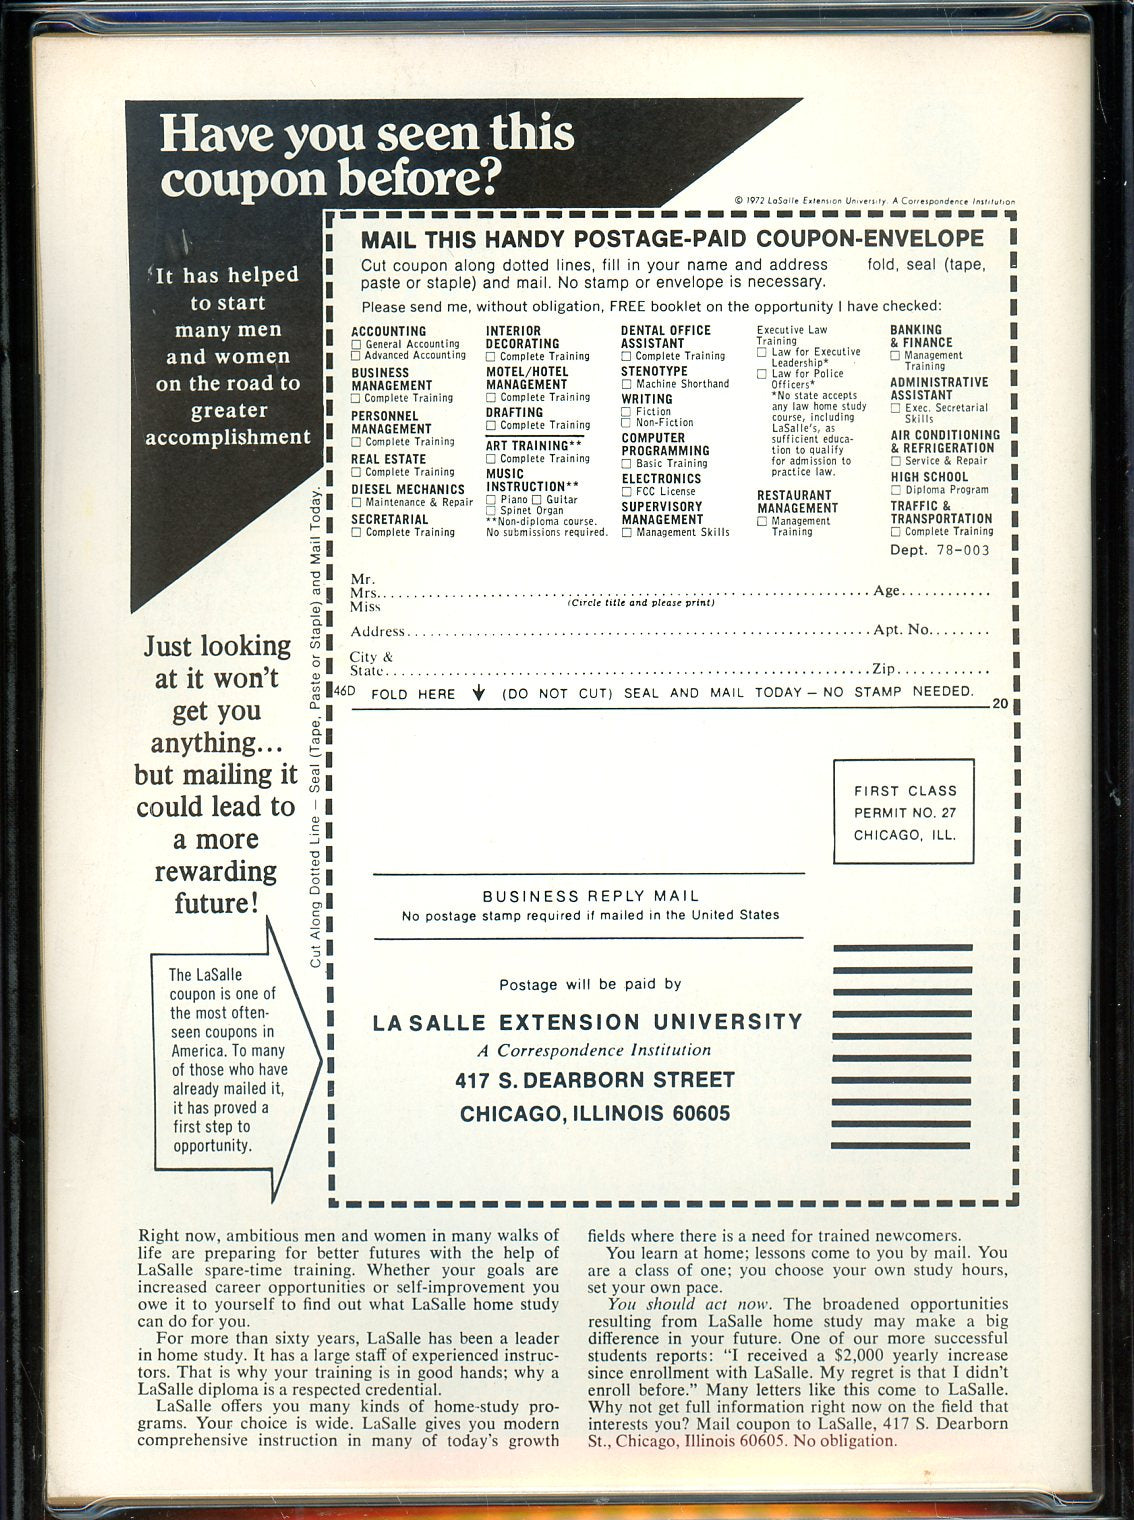 Have you seen this
coupon before?
© 1972 LaSalle Extension University. A Correspondence Institution
It has helped
to start
many men
and women
on the road to
greater
accomplishment
MAIL THIS HANDY POSTAGE-PAID COUPON-ENVELOPE
Cut coupon along dotted lines, fill in your name and address fold, seal (tape,
paste or staple) and mail. No stamp or envelope is necessary.
Please send me, without obligation, FREE booklet on the opportunity I have checked:
ACCOUNTING
☐ General Accounting
☐ Advanced Accounting
BUSINESS
MANAGEMENT
☐ Complete Training
PERSONNEL
MANAGEMENT
☐ Complete Training
REAL ESTATE
☐ Complete Training
DIESEL MECHANICS
☐ Maintenance & Repair
SECRETARIAL
☐ Complete Training
INTERIOR
DECORATING
☐ Complete Training
MOTEL/HOTEL
MANAGEMENT
☐ Complete Training
DRAFTING
☐ Complete Training
ART TRAINING**
☐ Complete Training
MUSIC
INSTRUCTION**
☐ Piano ☐ Guitar
☐ Spinet Organ
**Non-diploma course.
No submissions required.
DENTAL OFFICE
ASSISTANT
☐ Complete Training
STENOTYPE
☐ Machine Shorthand
WRITING
☐ Fiction
☐ Non-Fiction
COMPUTER
PROGRAMMING
☐ Basic Training
ELECTRONICS
☐ FCC License
SUPERVISORY
MANAGEMENT
☐ Management Skills
Executive Law
Training
☐ Law for Executive
Leadership*
☐ Law for Police
Officers*
*No state accepts
any law home study
course, including
LaSalle's, as
sufficient educa-
tion to qualify
for admission to
practice law.
RESTAURANT
MANAGEMENT
☐ Management
Training
BANKING
& FINANCE
☐ Management
Training
ADMINISTRATIVE
ASSISTANT
☐ Exec. Secretarial
Skills
AIR CONDITIONING
& REFRIGERATION
☐ Service & Repair
HIGH SCHOOL
☐ Diploma Program
TRAFFIC &
TRANSPORTATION
☐ Complete Training
Dept. 78-003
Mr.
Mrs. Age
Miss (Circle title and please print)
Address Apt. No.
City &
State Zip
46D FOLD HERE ↓ (DO NOT CUT) SEAL AND MAIL TODAY – NO STAMP NEEDED.
20
Cut Along Dotted Line – Seal (Tape, Paste or Staple) and Mail Today.
Just looking
at it won't
get you
anything...
but mailing it
could lead to
a more
rewarding
future!
The LaSalle
coupon is one of
the most often-
seen coupons in
America. To many
of those who have
already mailed it,
it has proved a
first step to
opportunity.
FIRST CLASS
PERMIT NO. 27
CHICAGO, ILL.
BUSINESS REPLY MAIL
No postage stamp required if mailed in the United States
Postage will be paid by
LA SALLE EXTENSION UNIVERSITY
A Correspondence Institution
417 S. DEARBORN STREET
CHICAGO, ILLINOIS 60605
Right now, ambitious men and women in many walks of
life are preparing for better futures with the help of
LaSalle spare-time training. Whether your goals are
increased career opportunities or self-improvement you
owe it to yourself to find out what LaSalle home study
can do for you.
For more than sixty years, LaSalle has been a leader
in home study. It has a large staff of experienced instruc-
tors. That is why your training is in good hands; why a
LaSalle diploma is a respected credential.
LaSalle offers you many kinds of home-study pro-
grams. Your choice is wide. LaSalle gives you modern
comprehensive instruction in many of today's growth
fields where there is a need for trained newcomers.
You learn at home; lessons come to you by mail. You
are a class of one; you choose your own study hours,
set your own pace.
You should act now. The broadened opportunities
resulting from LaSalle home study may make a big
difference in your future. One of our more successful
students reports: "I received a $2,000 yearly increase
since enrollment with LaSalle. My regret is that I didn't
enroll before." Many letters like this come to LaSalle.
Why not get full information right now on the field that
interests you? Mail coupon to LaSalle, 417 S. Dearborn
St., Chicago, Illinois 60605. No obligation.